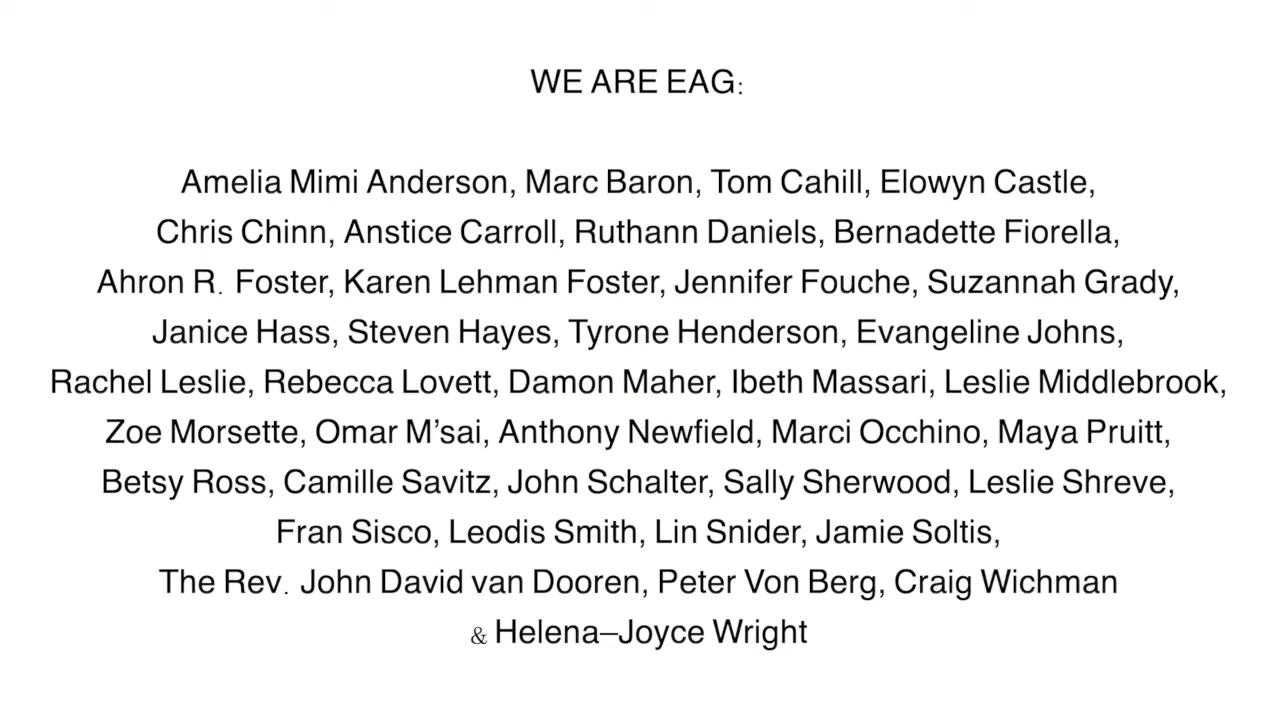 WE ARE EAG:
Amelia Mimi Anderson, Marc Baron, Tom Cahill, Elowyn Castle,
Chris Chinn, Anstice Carroll, Ruthann Daniels, Bernadette Fiorella,
Ahron R. Foster, Karen Lehman Foster, Jennifer Fouche, Suzannah Grady,
Janice Hass, Steven Hayes, Tyrone Henderson, Evangeline Johns,
Rachel Leslie, Rebecca Lovett, Damon Maher, Ibeth Massari, Leslie Middlebrook,
Zoe Morsette, Omar M’sai, Anthony Newfield, Marci Occhino, Maya Pruitt,
Betsy Ross, Camille Savitz, John Schalter, Sally Sherwood, Leslie Shreve,
Fran Sisco, Leodis Smith, Lin Snider, Jamie Soltis,
The Rev. John David van Dooren, Peter Von Berg, Craig Wichman
& Helena–Joyce Wright